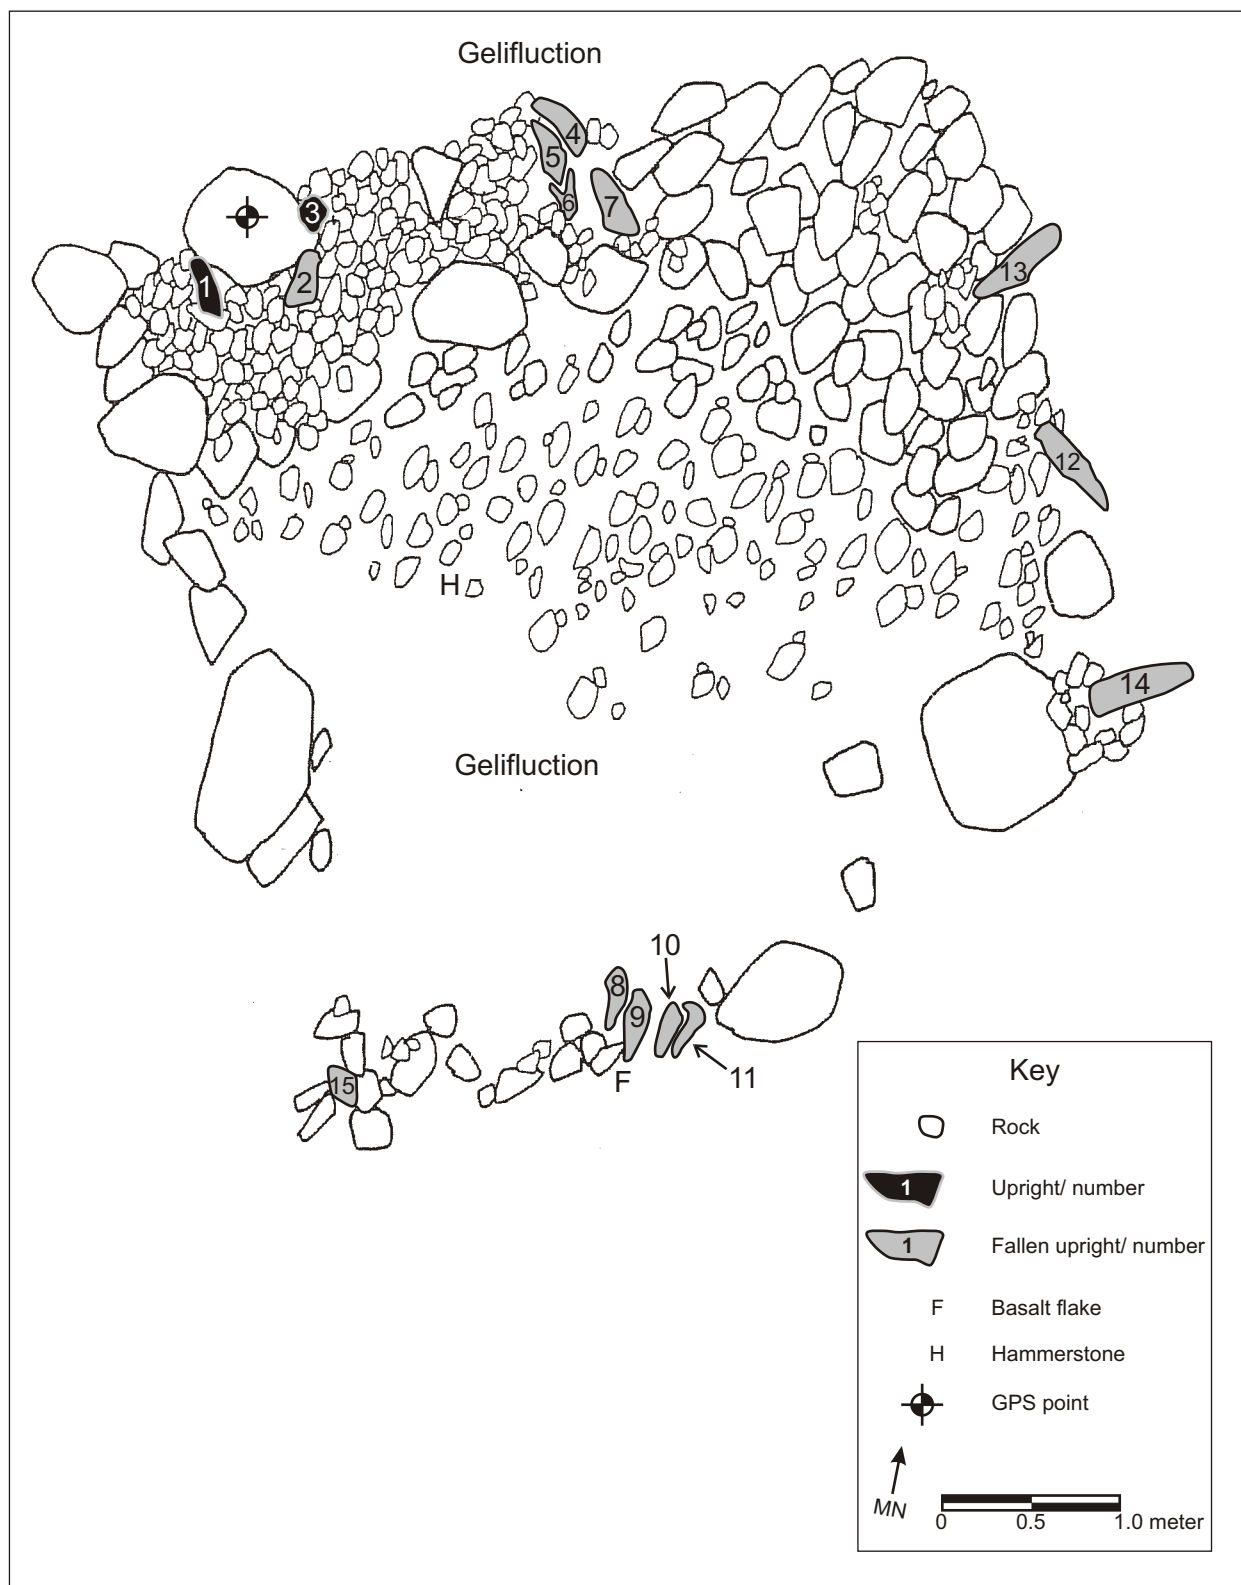 Gelifluction
4
5
3
6
7
1
2
13
12
H
14
Gelifluction
10
8
9
11
F
15
Key
Rock
1 Upright/ number
1 Fallen upright/ number
F Basalt flake
H Hammerstone
GPS point
MN
0 0.5 1.0 meter